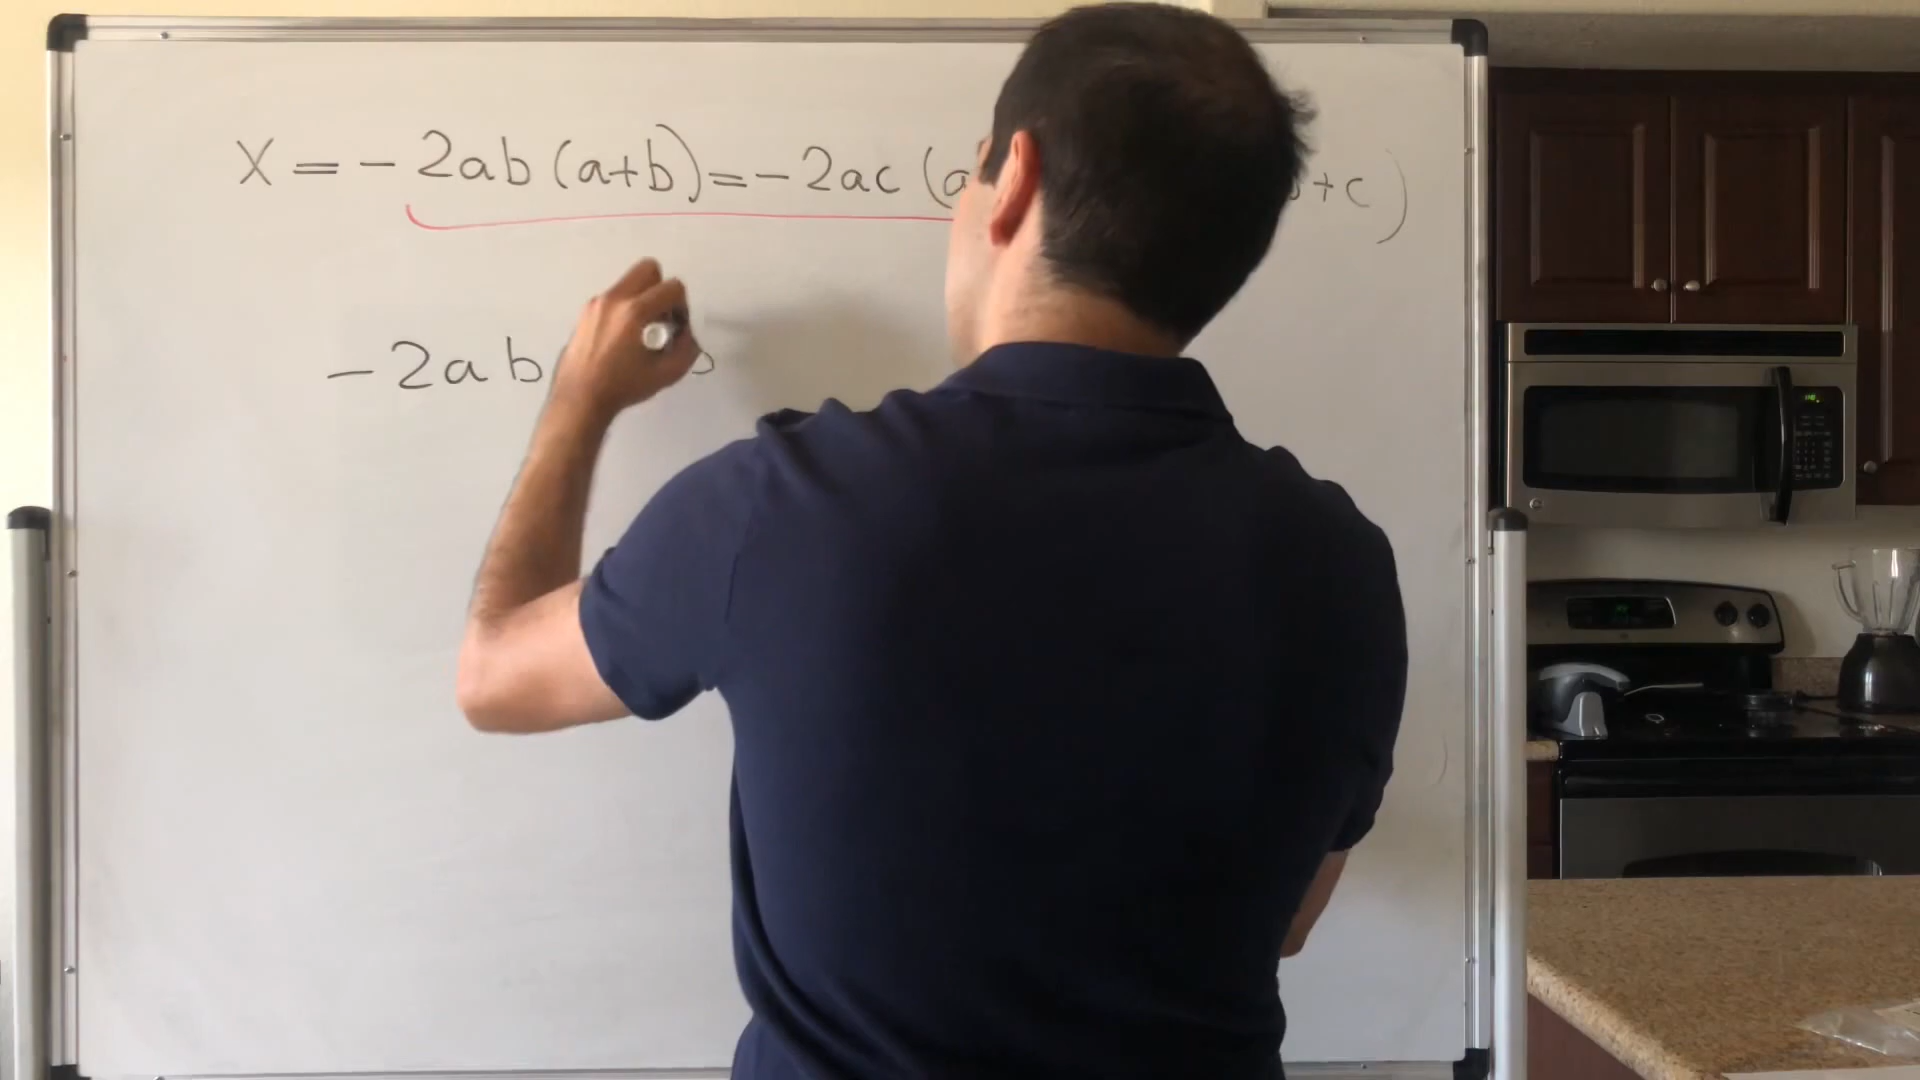 X = - 2ab (a+b) = - 2ac (a +c)
- 2ab